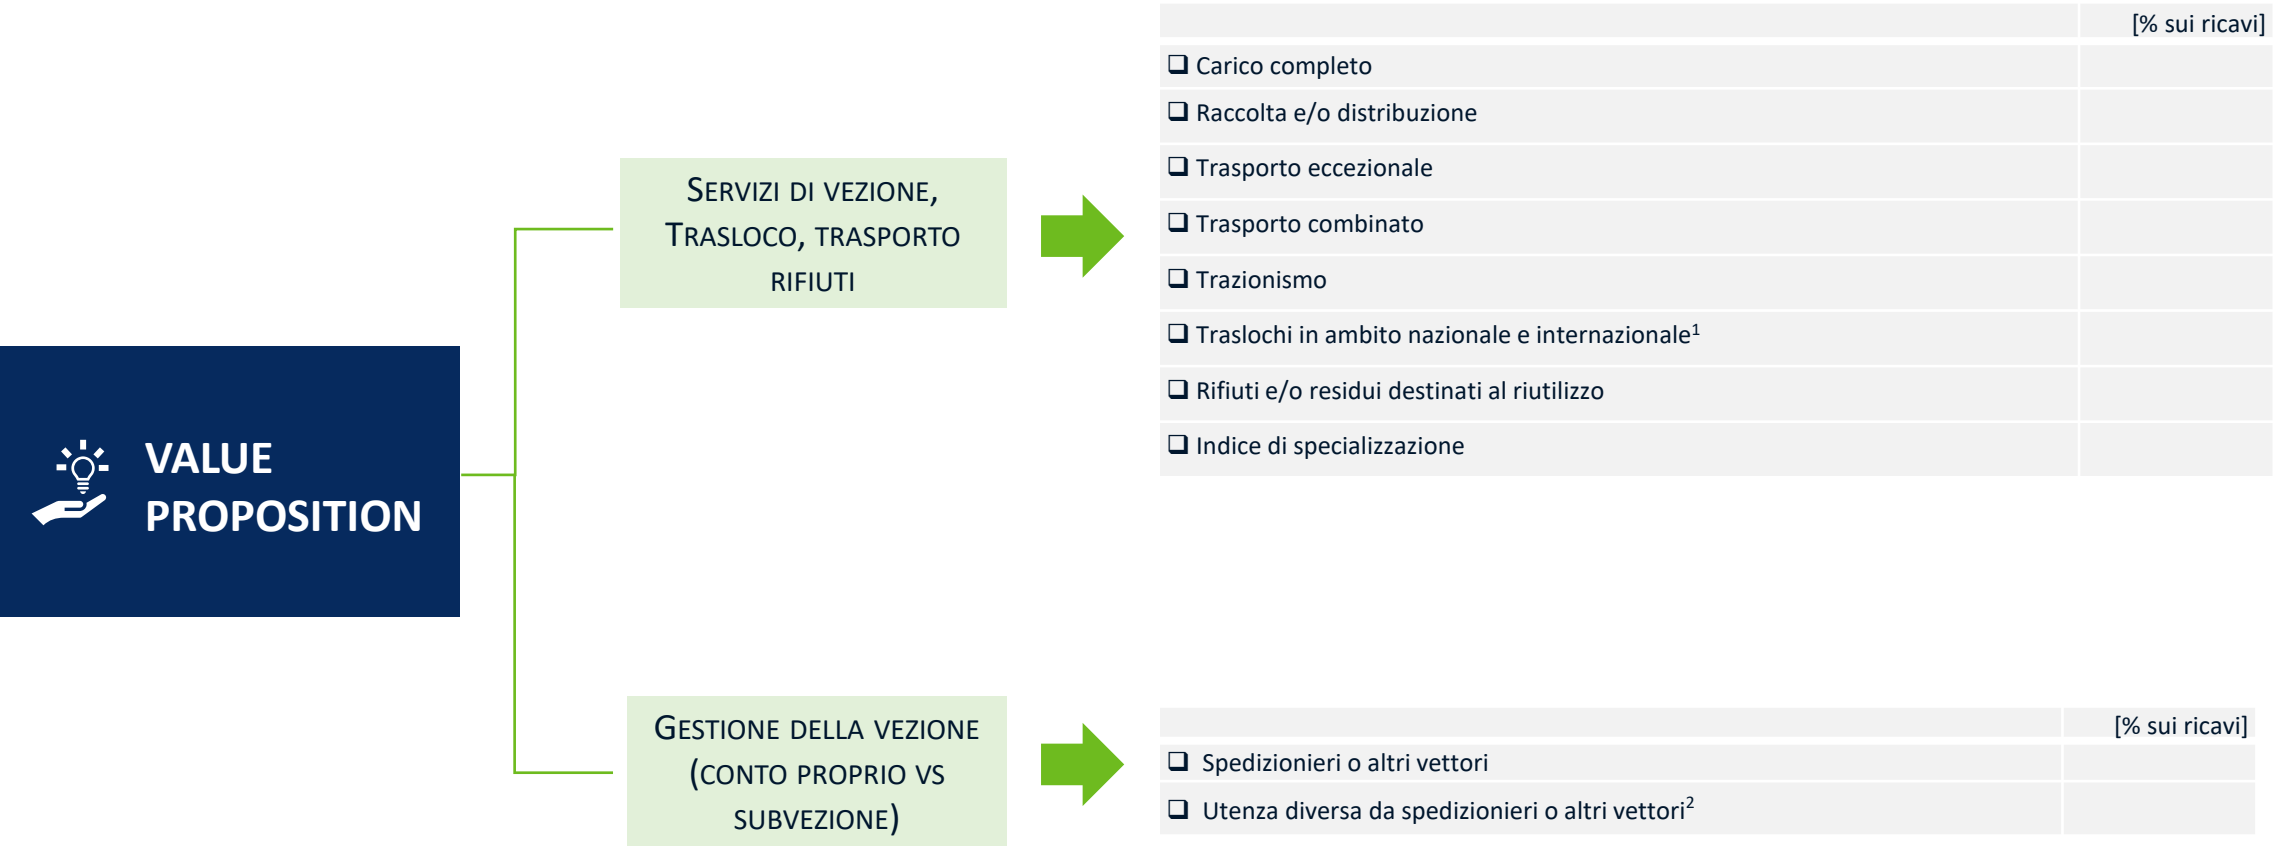 VALUE
PROPOSITION
Servizi di vezione,
Trasloco, trasporto
rifiuti
[% sui ricavi]
❑ Carico completo
❑ Raccolta e/o distribuzione
❑ Trasporto eccezionale
❑ Trasporto combinato
❑ Trazionismo
❑ Traslochi in ambito nazionale e internazionale¹
❑ Rifiuti e/o residui destinati al riutilizzo
❑ Indice di specializzazione
Gestione della vezione
(conto proprio vs
subvezione)
[% sui ricavi]
❑ Spedizionieri o altri vettori
❑ Utenza diversa da spedizionieri o altri vettori²